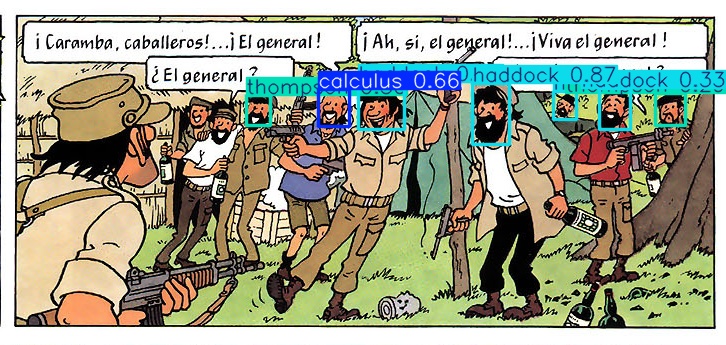 ¡Caramba, caballeros!...¡El general!
¿El general?
¡Ah, sí, el general!...¡Viva el general!
calculus 0.66
haddock 0.87
dock 0.33